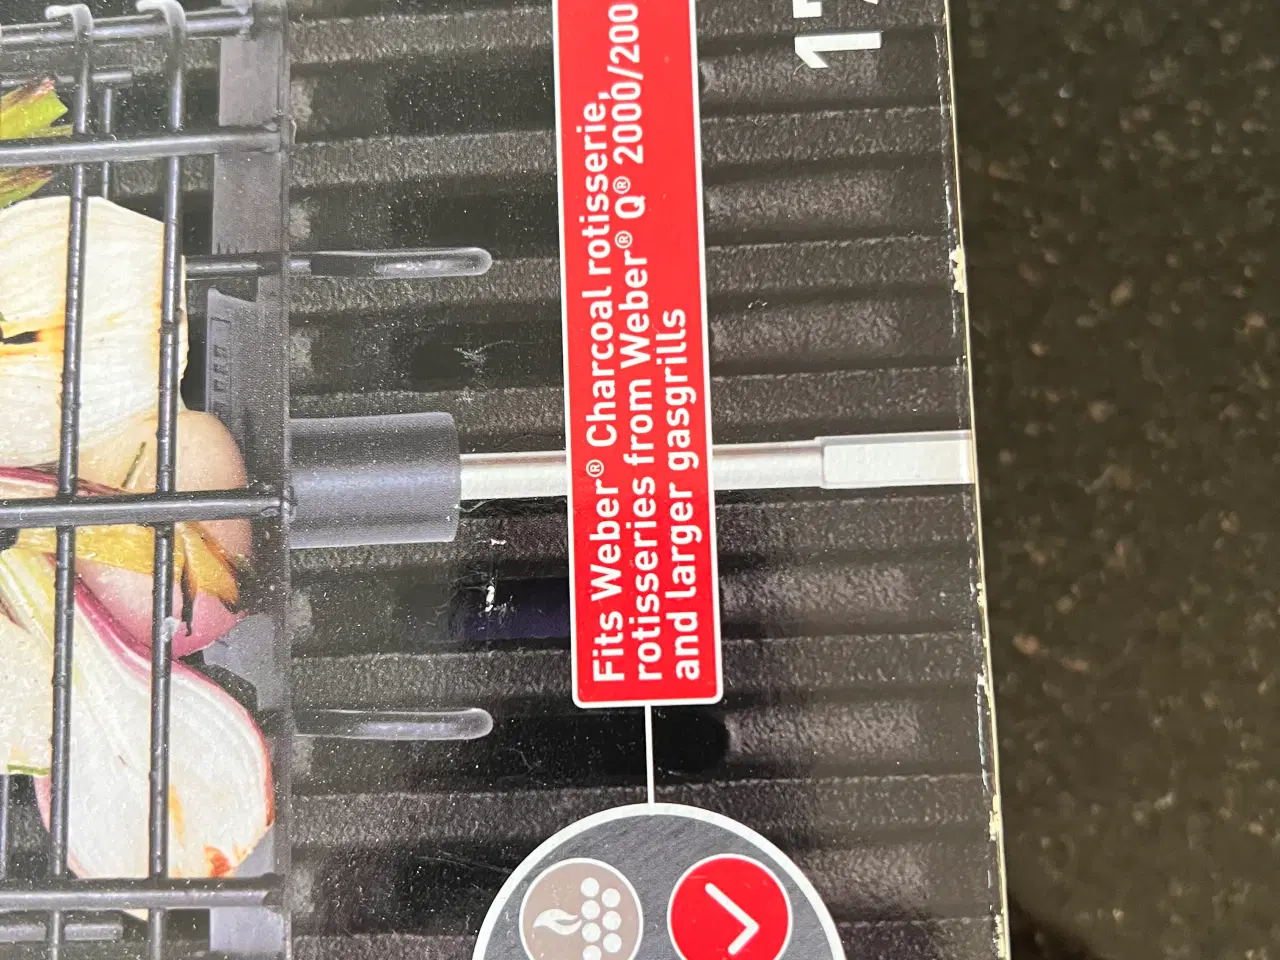 Fits Weber® Charcoal rotisserie,
rotisseries from Weber® Q® 2000/200
and larger gasgrills